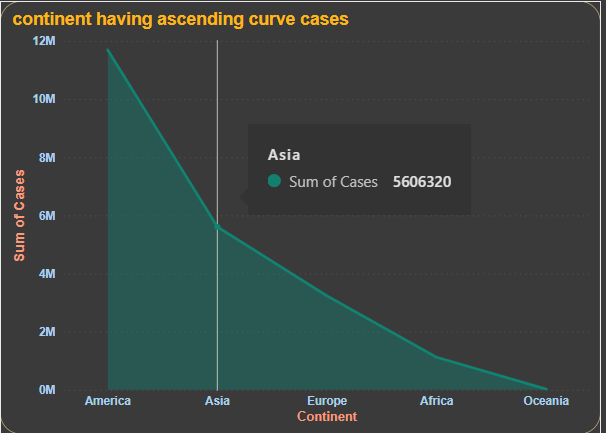 continent having ascending curve cases
12M
10M
8M
6M
4M
2M
0M
Sum of Cases
Asia
Sum of Cases 5606320
America Asia Europe Africa Oceania
Continent